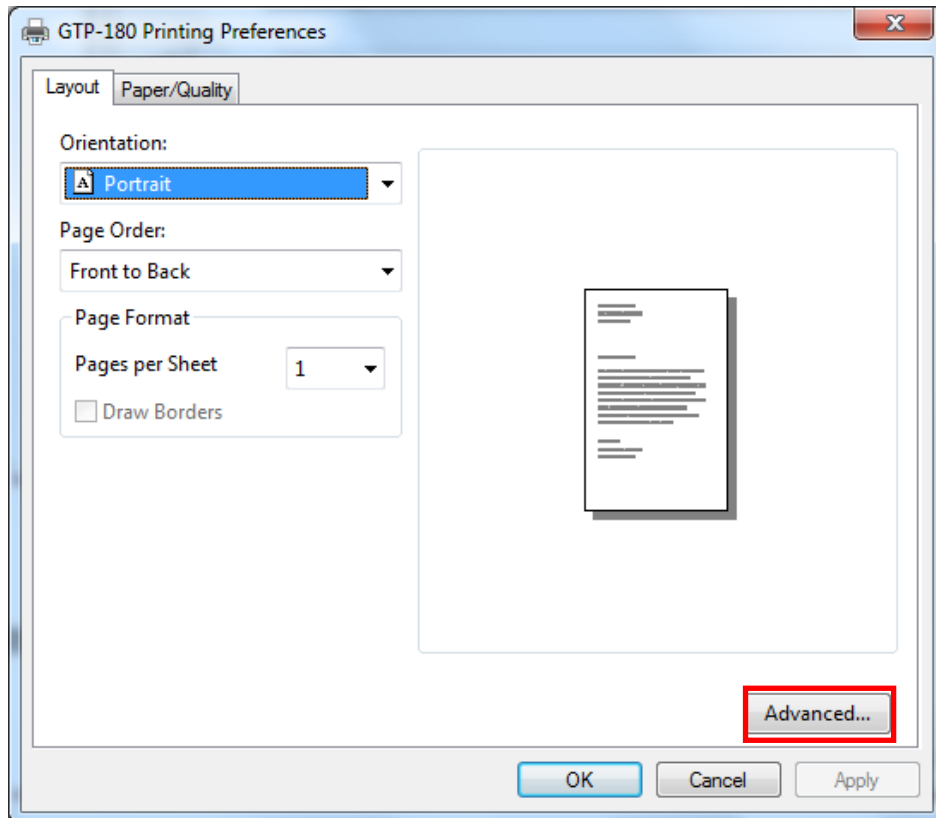 GTP-180 Printing Preferences
Layout
Paper/Quality
Orientation:
Portrait
Page Order:
Front to Back
Page Format
Pages per Sheet
1
Draw Borders
Advanced...
OK
Cancel
Apply